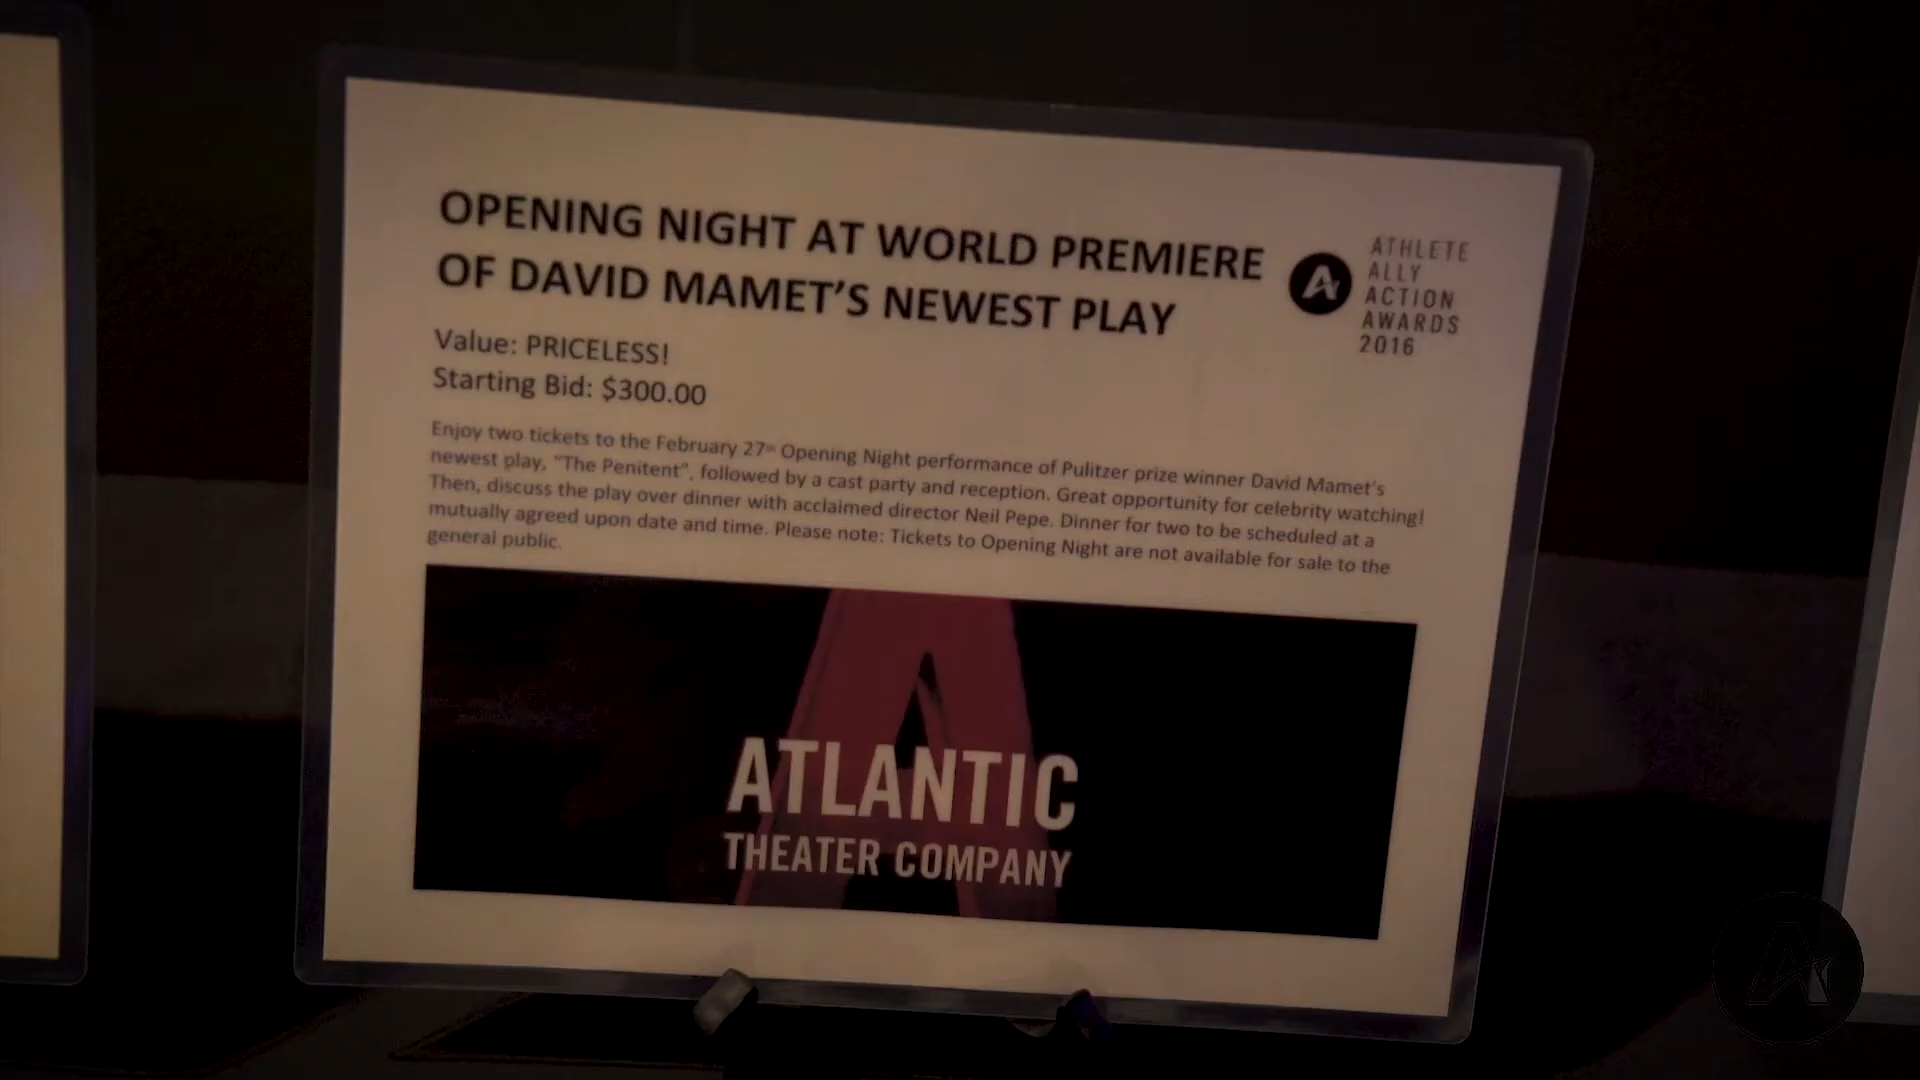 OPENING NIGHT AT WORLD PREMIERE
OF DAVID MAMET'S NEWEST PLAY
ATHLETE
ALLY
ACTION
AWARDS
2016
Value: PRICELESS!
Starting Bid: $300.00
Enjoy two tickets to the February 27th Opening Night performance of Pulitzer prize winner David Mamet's
newest play, "The Penitent", followed by a cast party and reception. Great opportunity for celebrity watching!
Then, discuss the play over dinner with acclaimed director Neil Pepe. Dinner for two to be scheduled at a
mutually agreed upon date and time. Please note: Tickets to Opening Night are not available for sale to the
general public.
ATLANTIC
THEATER COMPANY